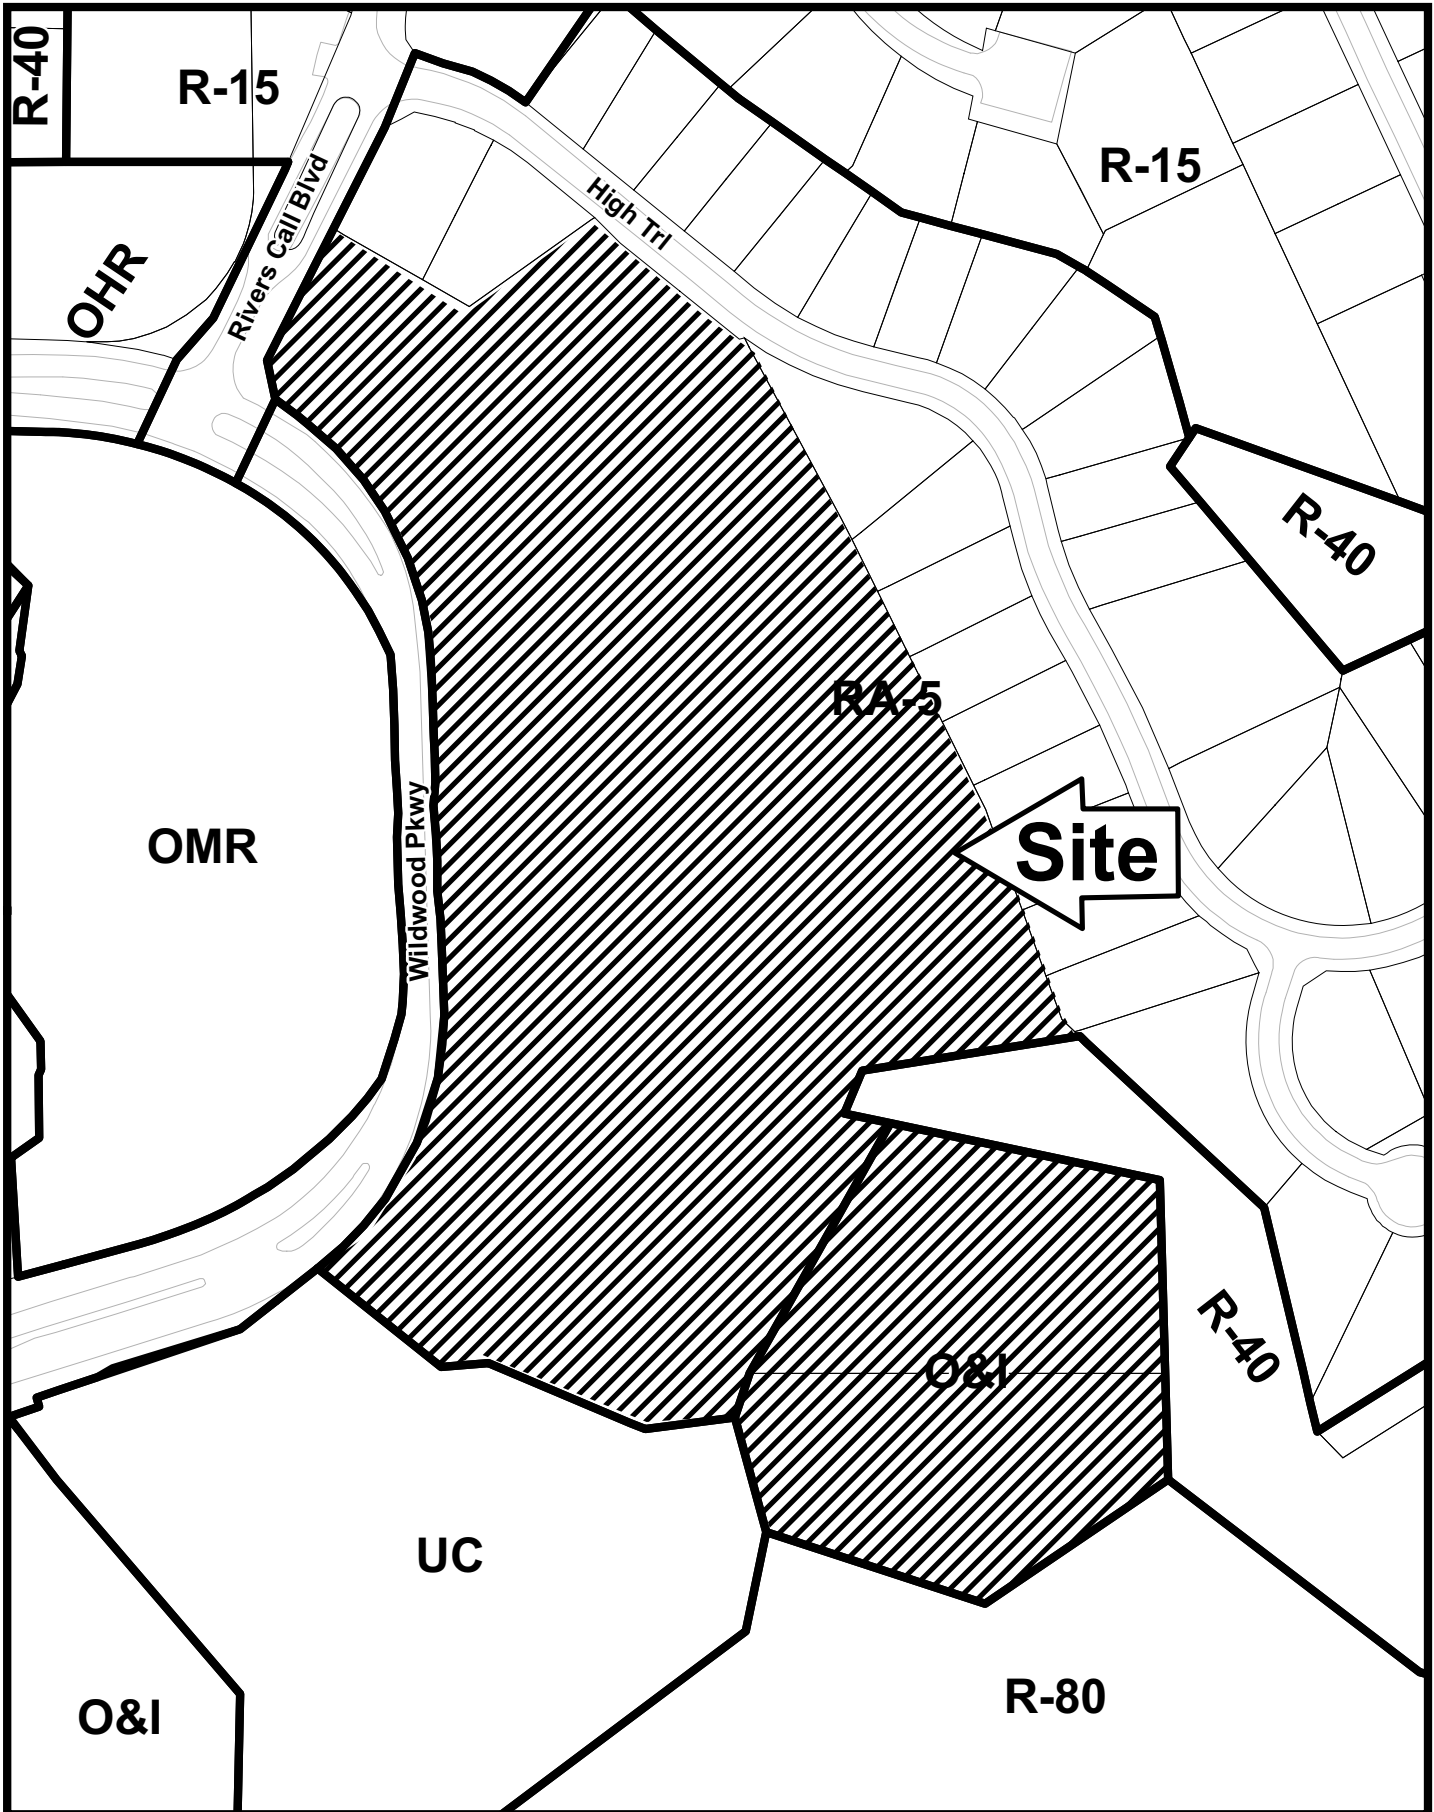 R-40
R-15
R-15
Rivers Call Blvd
High Trl
OHR
R-40
RA-5
OMR
Wildwood Pkwy
Site
R-40
O&I
UC
R-80
O&I